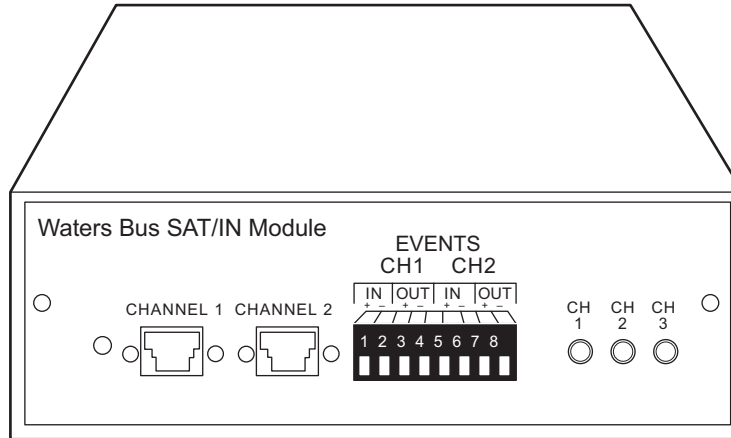 Waters Bus SAT/IN Module
EVENTS
CH1 CH2
IN OUT IN OUT
+ − + − + − + −
CHANNEL 1 CHANNEL 2
1 2 3 4 5 6 7 8
CH 1 CH 2 CH 3